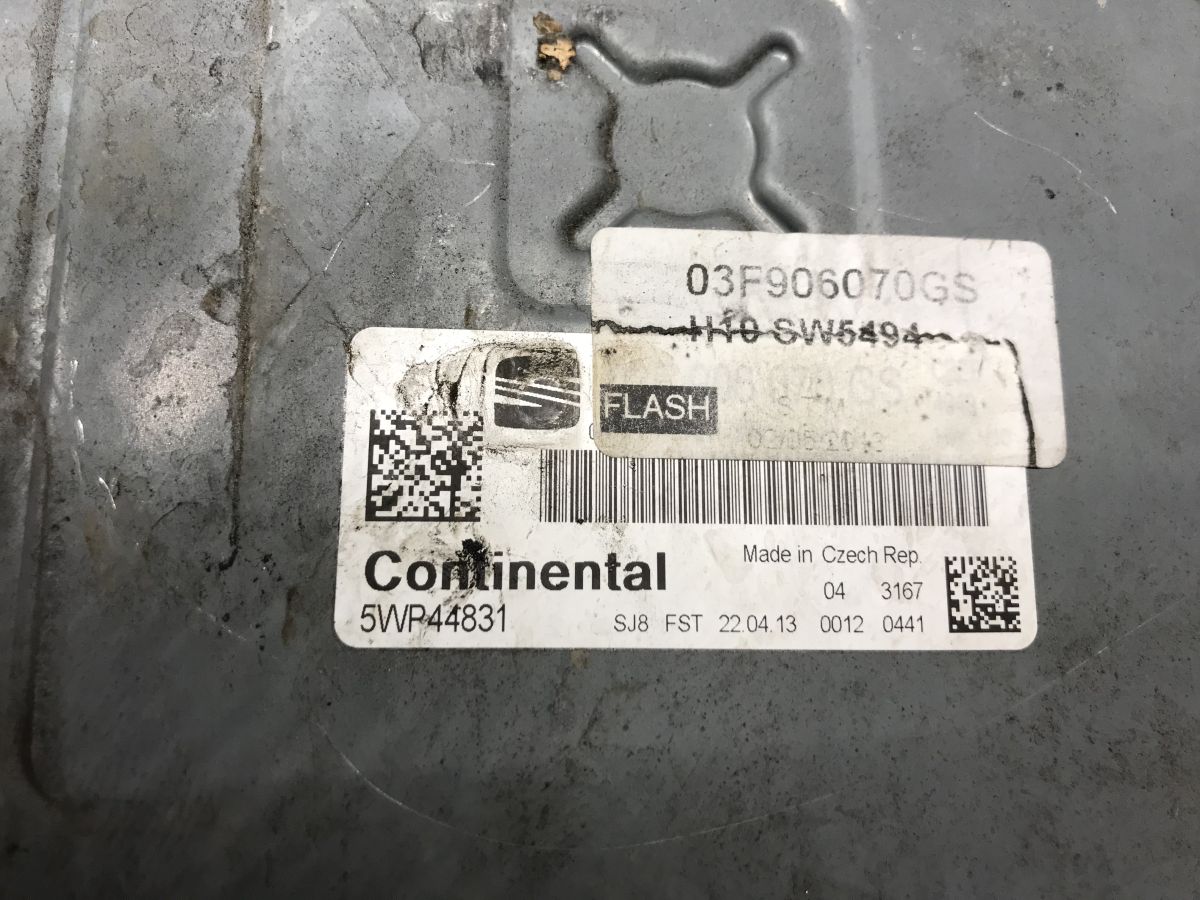 03F906070GS
H10 SW5494
FLASH
Continental
Made in Czech Rep.
04 3167
5WP44831
SJ8 FST 22.04.13 0012 0441